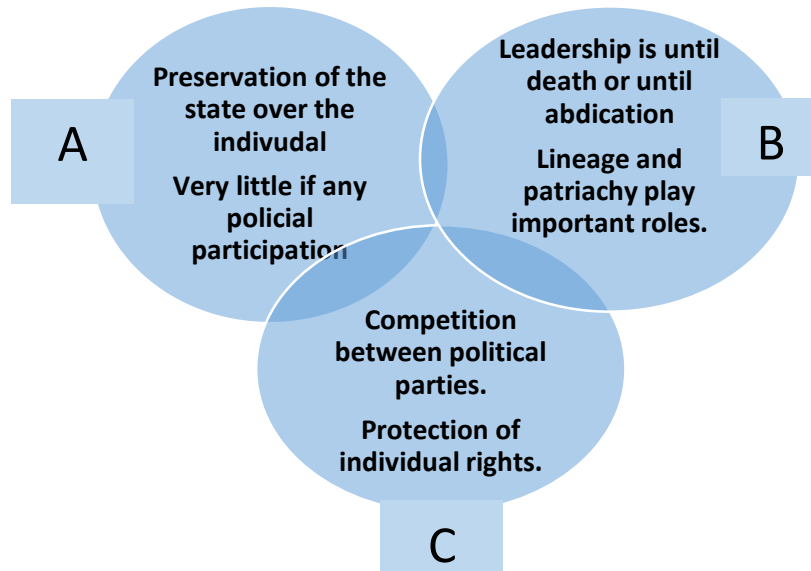 A
Preservation of the
state over the
indivudal
Very little if any
policial
participation
Leadership is until
death or until
abdication
Lineage and
patriachy play
important roles.
B
Competition
between political
parties.
Protection of
individual rights.
C